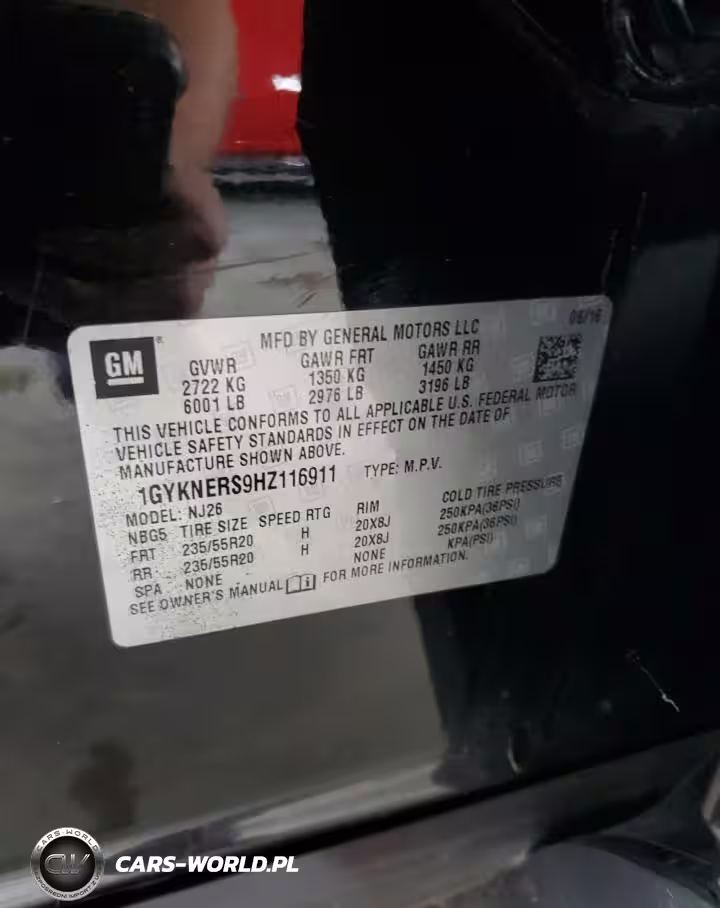 GM
MFD BY GENERAL MOTORS LLC 06/16
GVWR GAWR FRT GAWR RR
2722 KG 1350 KG 1450 KG
6001 LB 2976 LB 3196 LB
THIS VEHICLE CONFORMS TO ALL APPLICABLE U.S. FEDERAL MOTOR
VEHICLE SAFETY STANDARDS IN EFFECT ON THE DATE OF
MANUFACTURE SHOWN ABOVE.
1GYKNERS9HZ116911 TYPE: M.P.V.
MODEL: NJ26
NBG5 TIRE SIZE SPEED RTG RIM COLD TIRE PRESSURE
FRT 235/55R20 H 20X8J 250KPA(36PSI)
RR 235/55R20 H 20X8J 250KPA(36PSI)
SPA NONE NONE KPA(PSI)
SEE OWNER'S MANUAL FOR MORE INFORMATION.
CARS-WORLD
CW
CARS-WORLD.PL